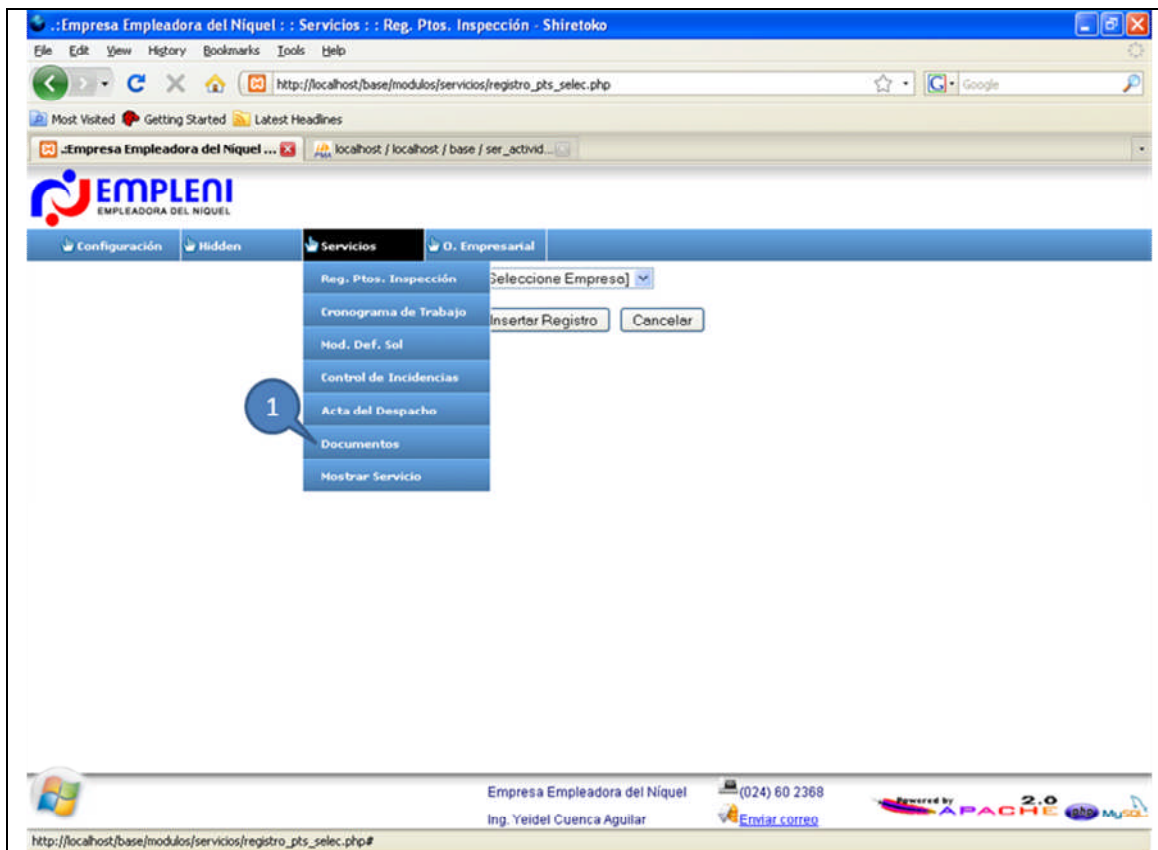 .:Empresa Empleadora del Níquel : : Servicios : : Reg. Ptos. Inspección - Shiretoko
File Edit View History Bookmarks Tools Help
http://localhost/base/modulos/servicios/registro_pts_selec.php
Google
Most Visited Getting Started Latest Headlines
.:Empresa Empleadora del Níquel ... localhost / localhost / base / ser_activid...
EMPLENI
EMPLEADORA DEL NIQUEL
Configuración Hidden Servicios O. Empresarial
Reg. Ptos. Inspección
Seleccione Empresa]
Cronograma de Trabajo
Insertar Registro Cancelar
Mod. Def. Sol
Control de Incidencias
1
Acta del Despacho
Documentos
Mostrar Servicio
Empresa Empleadora del Níquel (024) 60 2368
Ing. Yeidel Cuenca Aguilar Enviar correo
Powered by APACHE 2.0
php MySQL
http://localhost/base/modulos/servicios/registro_pts_selec.php#